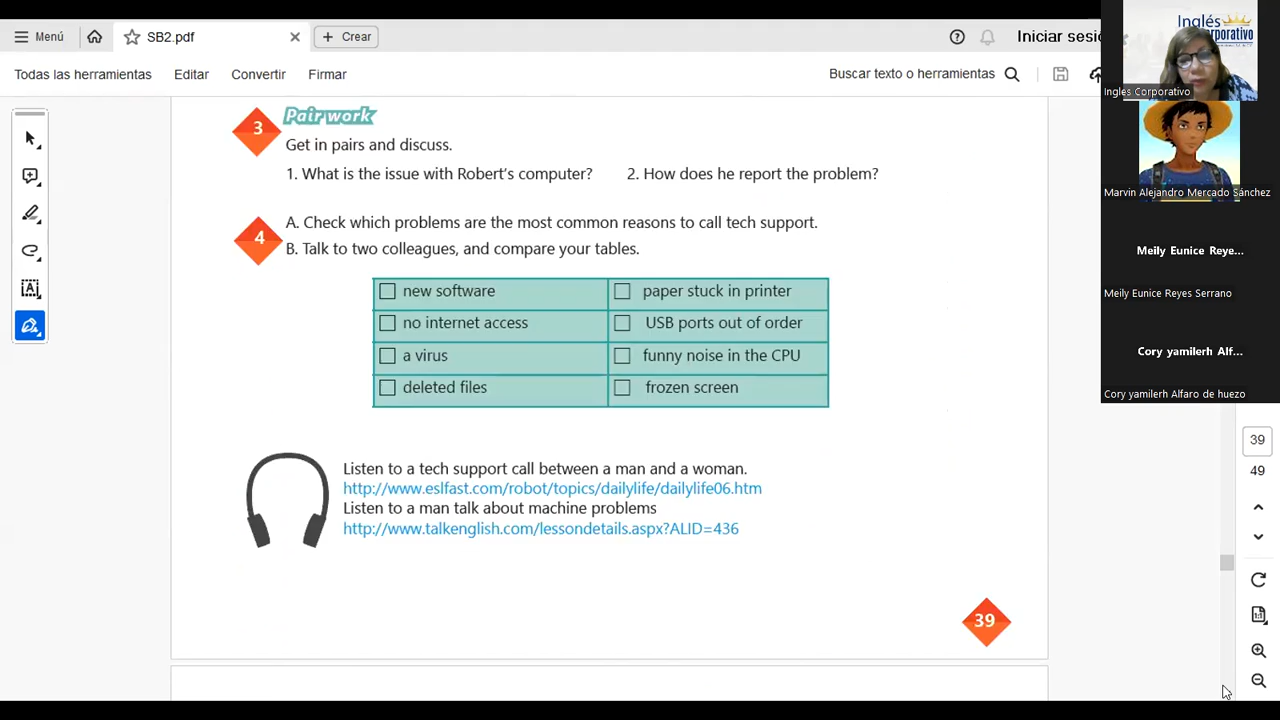 Menú
SB2.pdf
Crear
Iniciar sesió
Todas las herramientas
Editar
Convertir
Firmar
Buscar texto o herramientas
3
Pair work
Get in pairs and discuss.
1. What is the issue with Robert's computer?
2. How does he report the problem?
4
A. Check which problems are the most common reasons to call tech support.
B. Talk to two colleagues, and compare your tables.
new software
paper stuck in printer
no internet access
USB ports out of order
a virus
funny noise in the CPU
deleted files
frozen screen
Listen to a tech support call between a man and a woman.
http://www.eslfast.com/robot/topics/dailylife/dailylife06.htm
Listen to a man talk about machine problems
http://www.talkenglish.com/lessondetails.aspx?ALID=436
39
Inglés
Corporativo
Ingles Corporativo
Marvin Alejandro Mercado Sánchez
Meily Eunice Reye...
Meily Eunice Reyes Serrano
Cory yamilerh Alf...
Cory yamilerh Alfaro de huezo
39
49
1:1